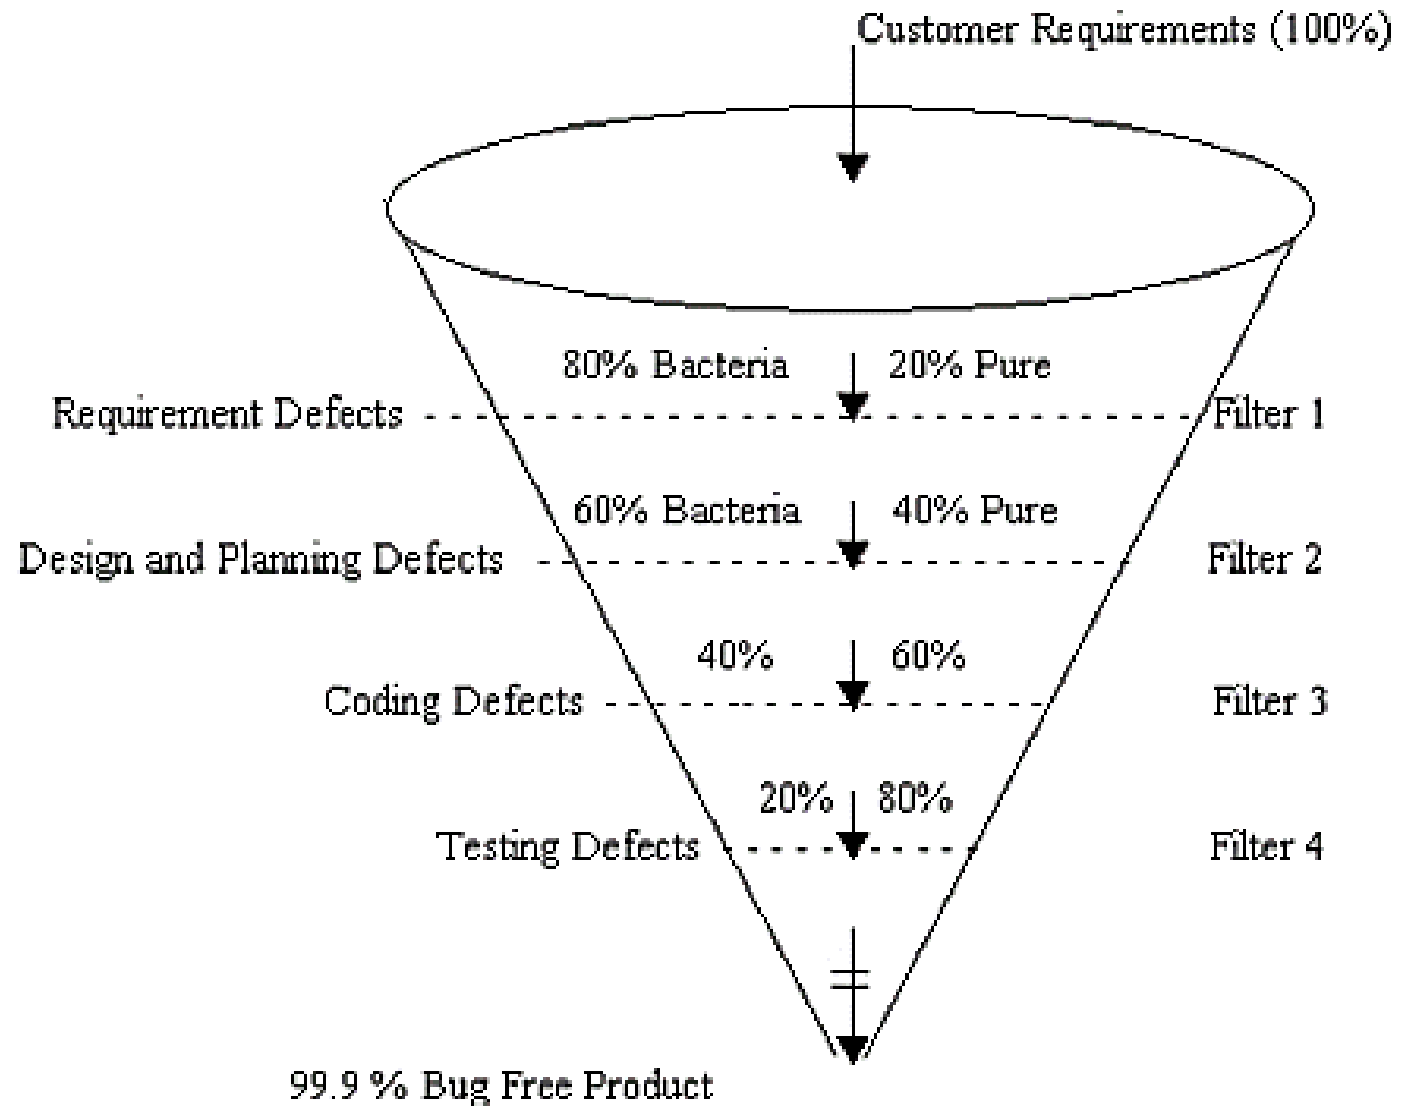 Customer Requirements (100%)
80% Bacteria 20% Pure
Requirement Defects Filter 1
60% Bacteria 40% Pure
Design and Planning Defects Filter 2
40% 60%
Coding Defects Filter 3
20% 80%
Testing Defects Filter 4
99.9 % Bug Free Product